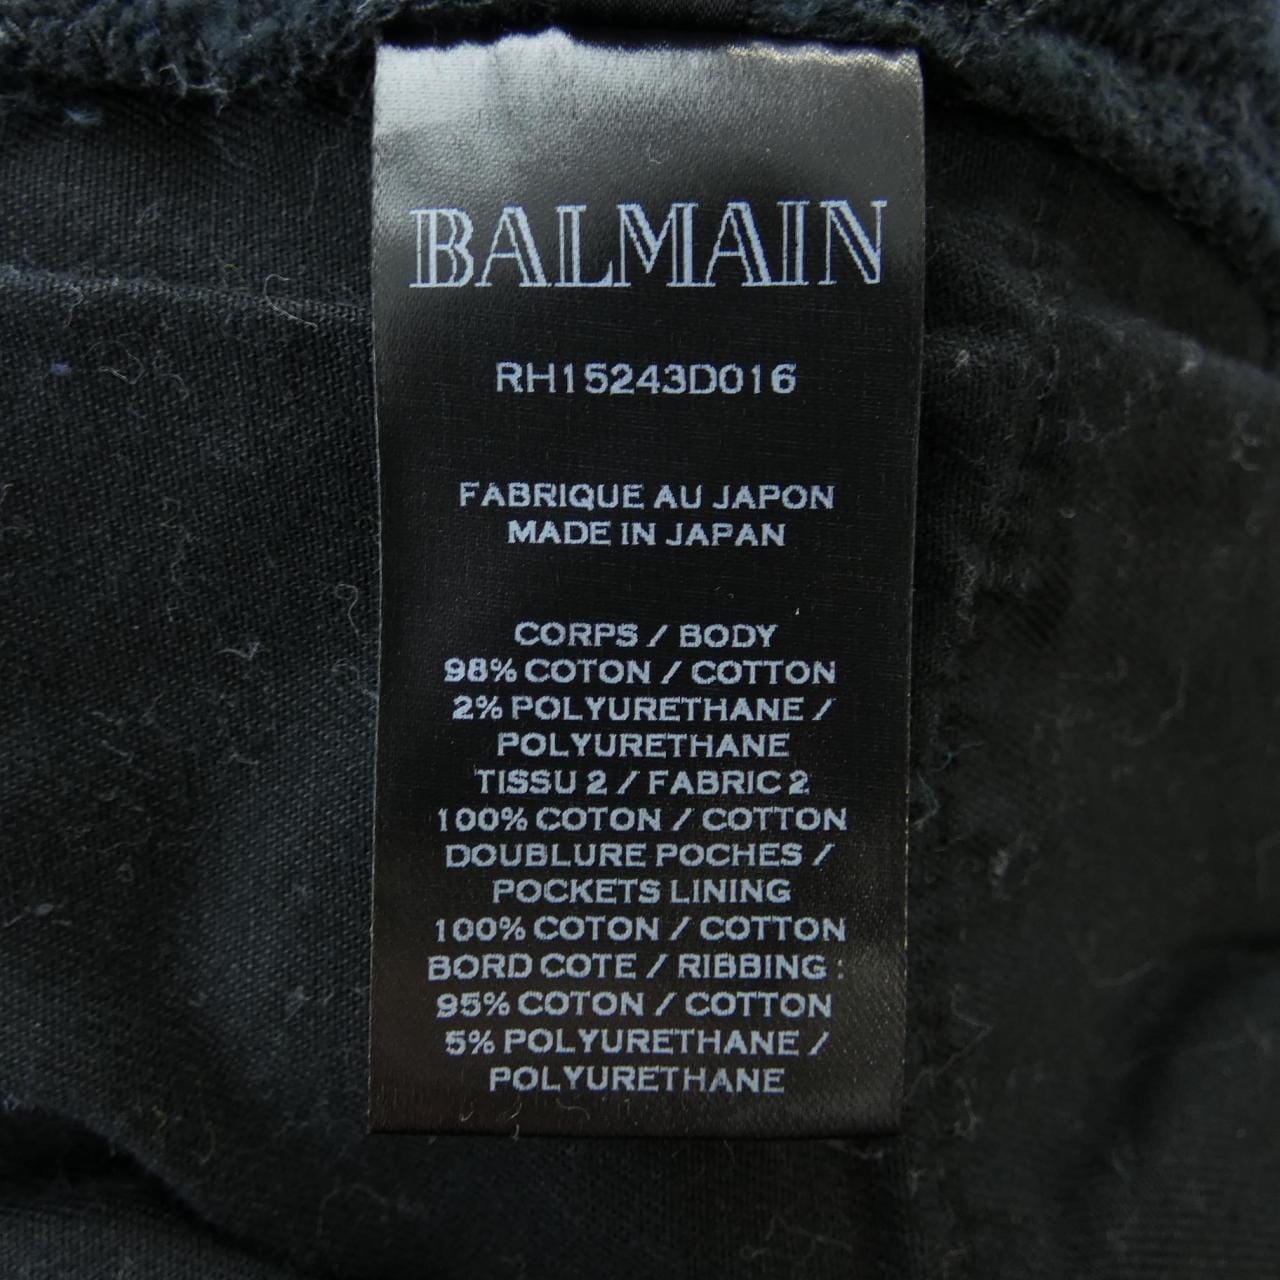 BALMAIN
RH15243D016
FABRIQUE AU JAPON
MADE IN JAPAN
CORPS / BODY
98% COTON / COTTON
2% POLYURETHANE /
POLYURETHANE
TISSU 2 / FABRIC 2
100% COTON / COTTON
DOUBLURE POCHES /
POCKETS LINING
100% COTON / COTTON
BORD COTE / RIBBING :
95% COTON / COTTON
5% POLYURETHANE /
POLYURETHANE